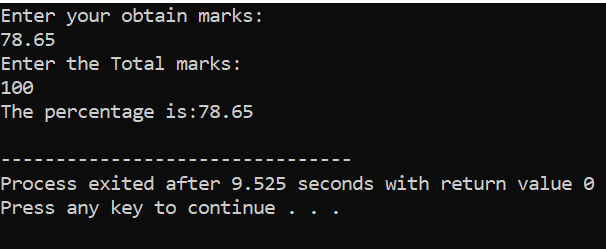 Enter your obtain marks:
78.65
Enter the Total marks:
100
The percentage is:78.65
--------------------------------
Process exited after 9.525 seconds with return value 0
Press any key to continue . . .